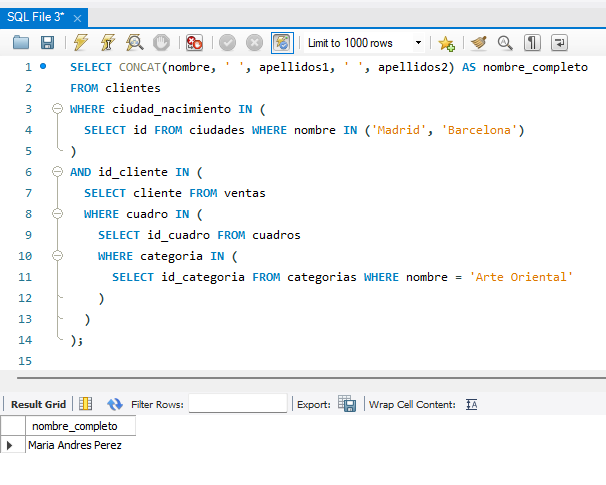 SQL File 3*
Limit to 1000 rows
1 SELECT CONCAT(nombre, ' ', apellidos1, ' ', apellidos2) AS nombre_completo
2 FROM clientes
3 WHERE ciudad_nacimiento IN (
4 SELECT id FROM ciudades WHERE nombre IN ('Madrid', 'Barcelona')
5 )
6 AND id_cliente IN (
7 SELECT cliente FROM ventas
8 WHERE cuadro IN (
9 SELECT id_cuadro FROM cuadros
10 WHERE categoria IN (
11 SELECT id_categoria FROM categorias WHERE nombre = 'Arte Oriental'
12 )
13 )
14 );
15
Result Grid Filter Rows: Export: Wrap Cell Content:
nombre_completo
Maria Andres Perez